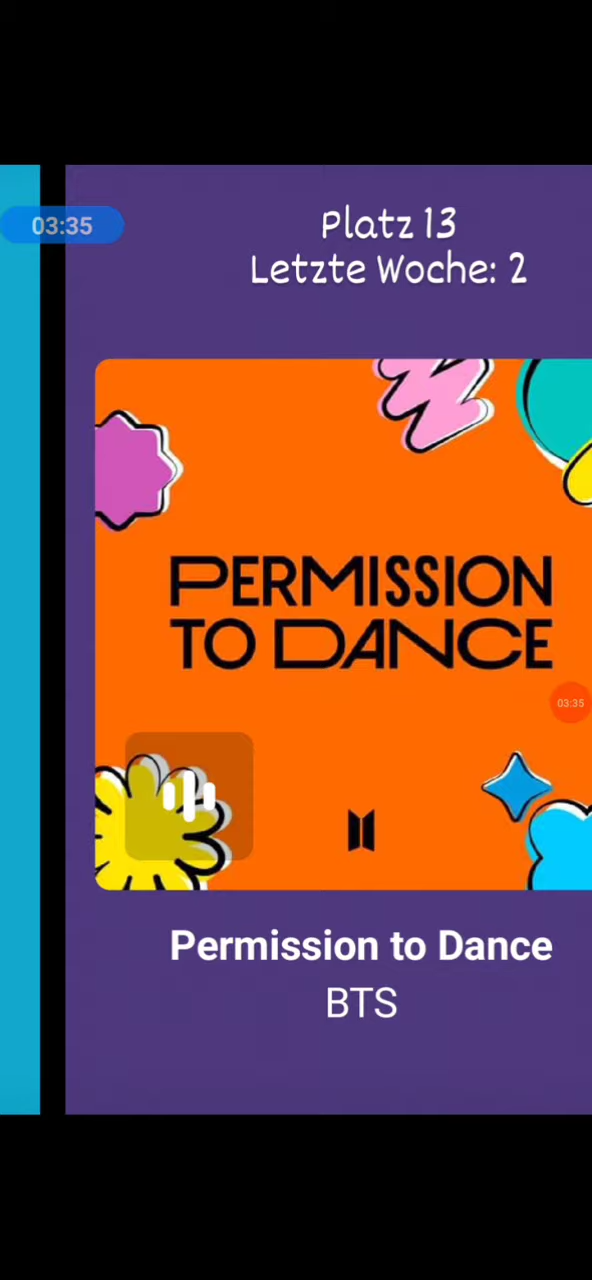 Platz 13
03:35
Letzte Woche: 2
PERMISSION
TO DANCE
03:35
Permission to Dance
BTS